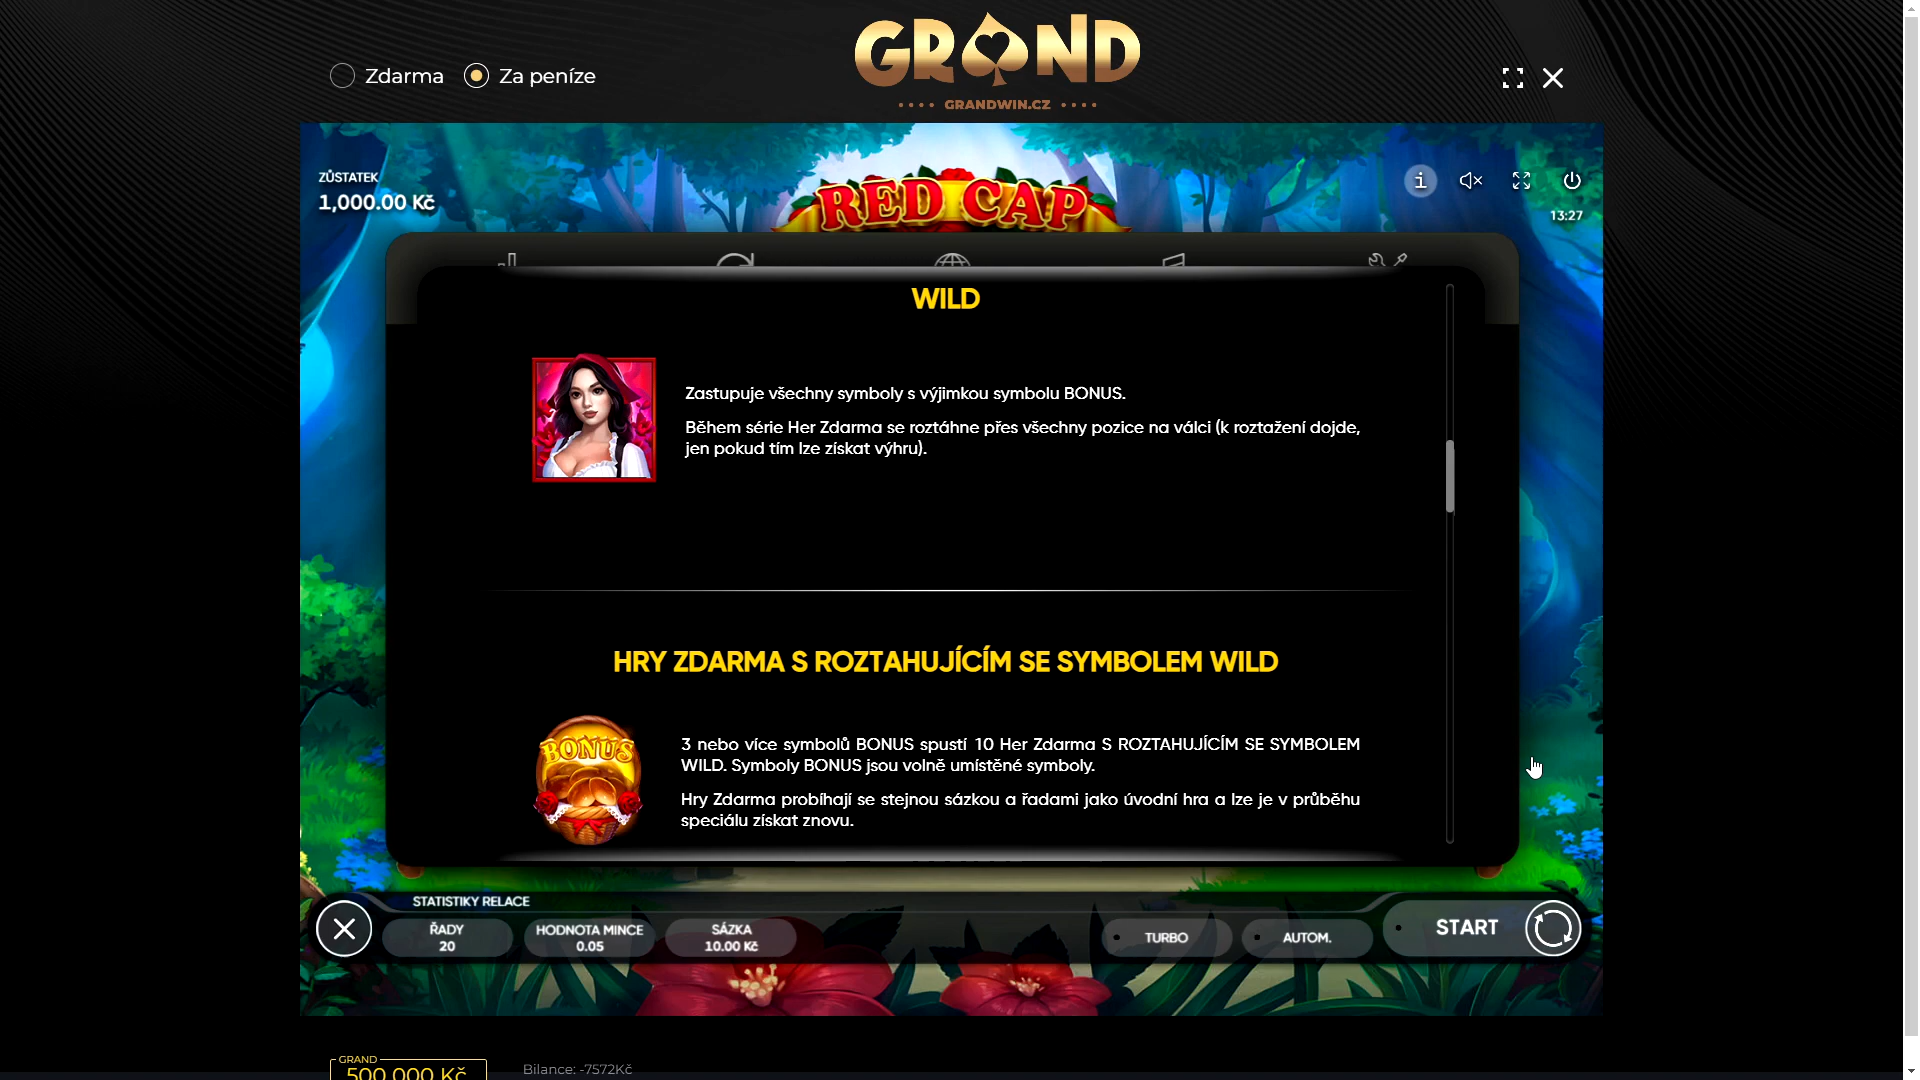 GRAND
GRANDWIN.CZ
Zdarma
Za peníze
ZŮSTATEK
1,000.00 Kč
RED CAP
i
13:27
WILD
Zastupuje všechny symboly s výjimkou symbolu BONUS.
Během série Her Zdarma se roztáhne přes všechny pozice na válci (k roztažení dojde,
jen pokud tím lze získat výhru).
HRY ZDARMA S ROZTAHUJÍCÍM SE SYMBOLEM WILD
BONUS
3 nebo více symbolů BONUS spustí 10 Her Zdarma S ROZTAHUJÍCÍM SE SYMBOLEM
WILD. Symboly BONUS jsou volně umístěné symboly.
Hry Zdarma probíhají se stejnou sázkou a řadami jako úvodní hra a lze je v průběhu
speciálu získat znovu.
STATISTIKY RELACE
ŘADY
20
HODNOTA MINCE
0.05
SÁZKA
10.00 Kč
TURBO
AUTOM.
START
GRAND
500 000 Kč
Bilance: -7572Kč